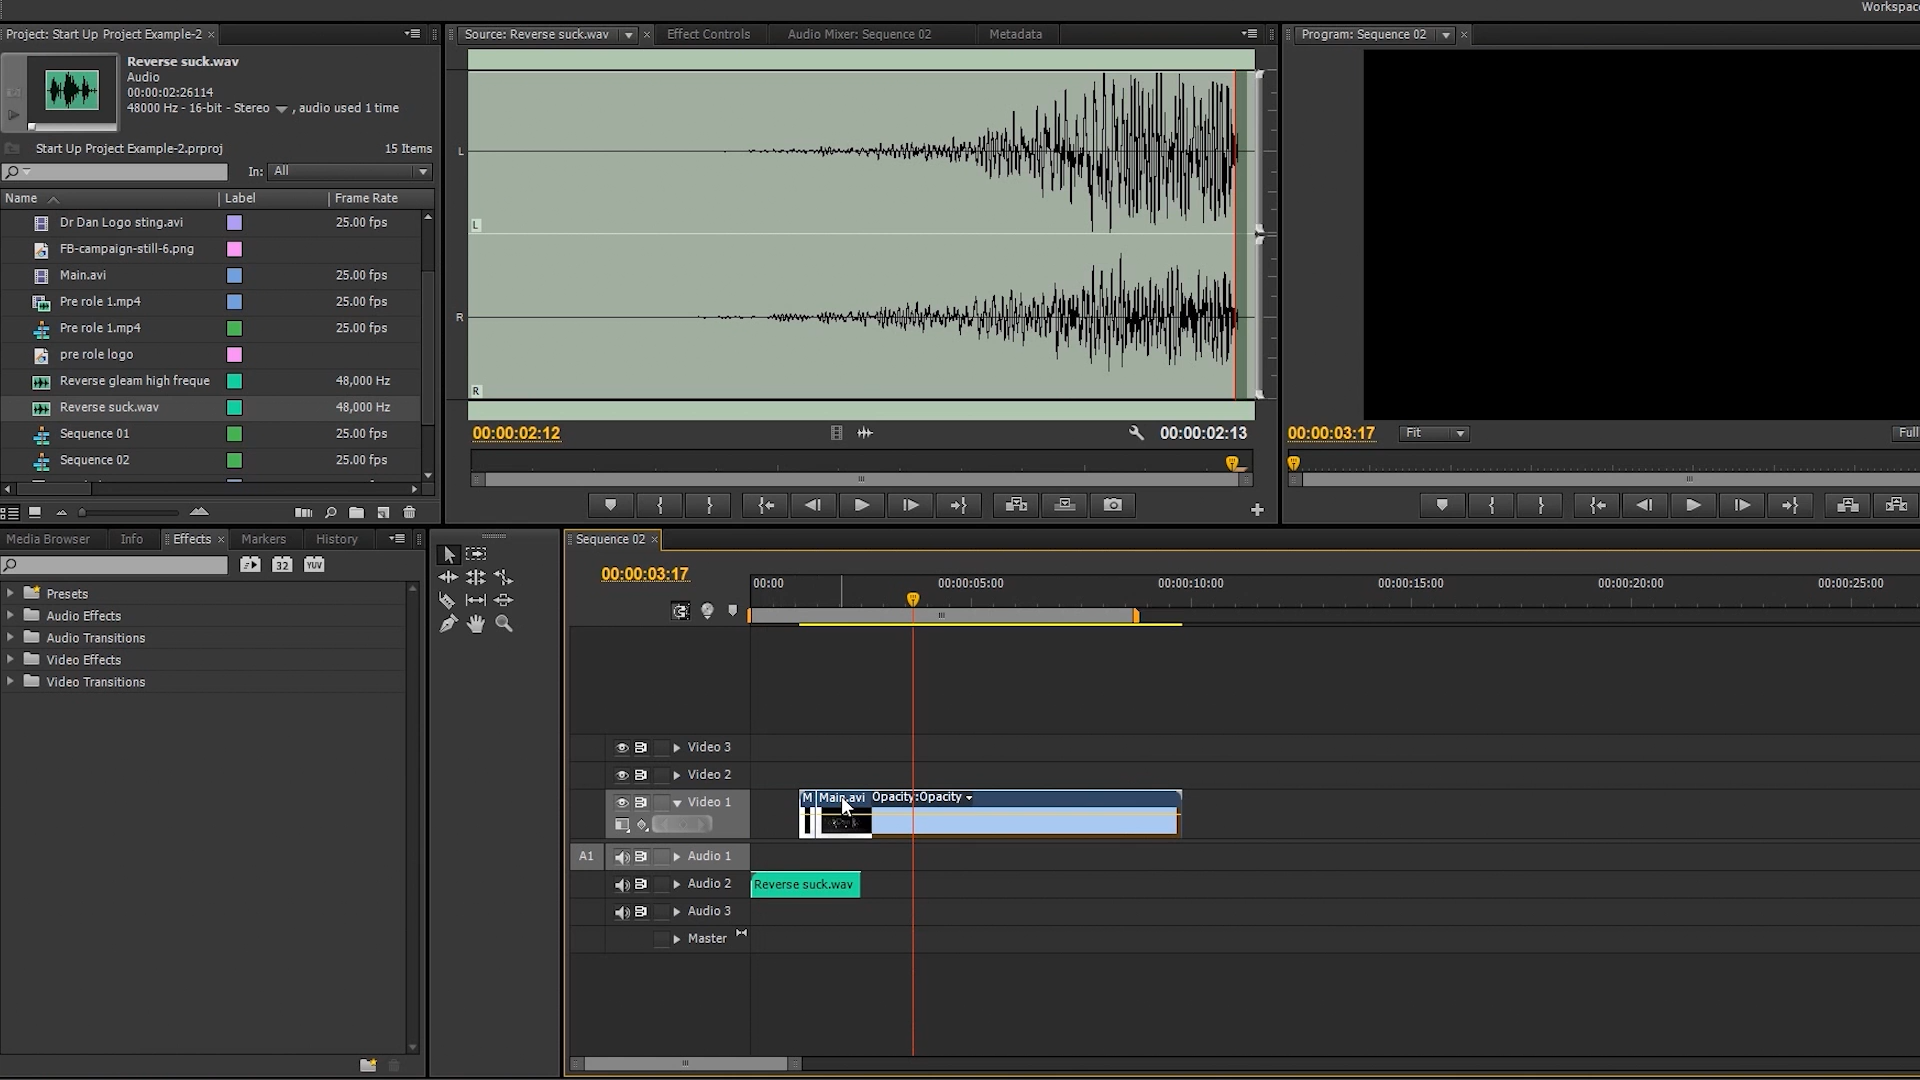 Workspac
Project: Start Up Project Example-2
Source: Reverse suck.wav
Effect Controls
Audio Mixer: Sequence 02
Metadata
Program: Sequence 02
Reverse suck.wav
Audio
00:00:02:26114
48000 Hz - 16-bit - Stereo , audio used 1 time
Start Up Project Example-2.prproj
15 Items
In: All
Name Label Frame Rate
Dr Dan Logo sting.avi 25.00 fps
FB-campaign-still-6.png
Main.avi 25.00 fps
Pre role 1.mp4 25.00 fps
Pre role 1.mp4 25.00 fps
pre role logo
Reverse gleam high freque 48,000 Hz
Reverse suck.wav 48,000 Hz
Sequence 01 25.00 fps
Sequence 02 25.00 fps
L
L
R
R
00:00:02:12
00:00:02:13
00:00:03:17
Fit
Full
Media Browser
Info
Effects
Markers
History
32
YUV
Presets
Audio Effects
Audio Transitions
Video Effects
Video Transitions
Sequence 02
00:00:03:17
00:00
00:00:05:00
00:00:10:00
00:00:15:00
00:00:20:00
00:00:25:00
Video 3
Video 2
Video 1
M
Main.avi Opacity:Opacity
A1
Audio 1
Audio 2
Reverse suck.wav
Audio 3
Master